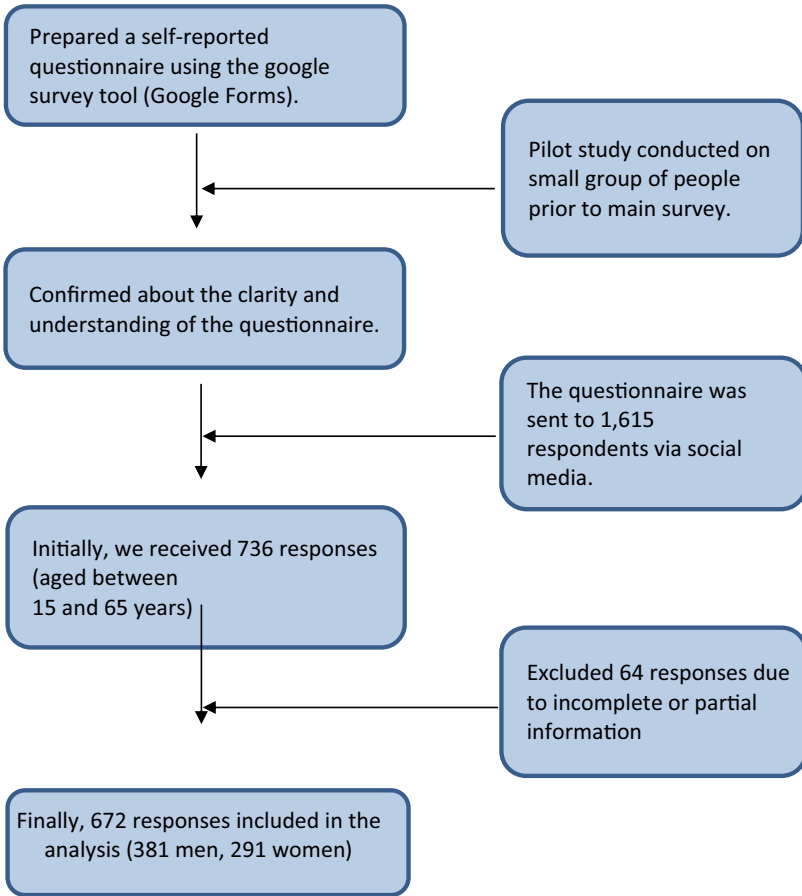 Prepared a self-reported
questionnaire using the google
survey tool (Google Forms).
Pilot study conducted on
small group of people
prior to main survey.
Confirmed about the clarity and
understanding of the questionnaire.
The questionnaire was
sent to 1,615
respondents via social
media.
Initially, we received 736 responses
(aged between
15 and 65 years)
Excluded 64 responses due
to incomplete or partial
information
Finally, 672 responses included in the
analysis (381 men, 291 women)